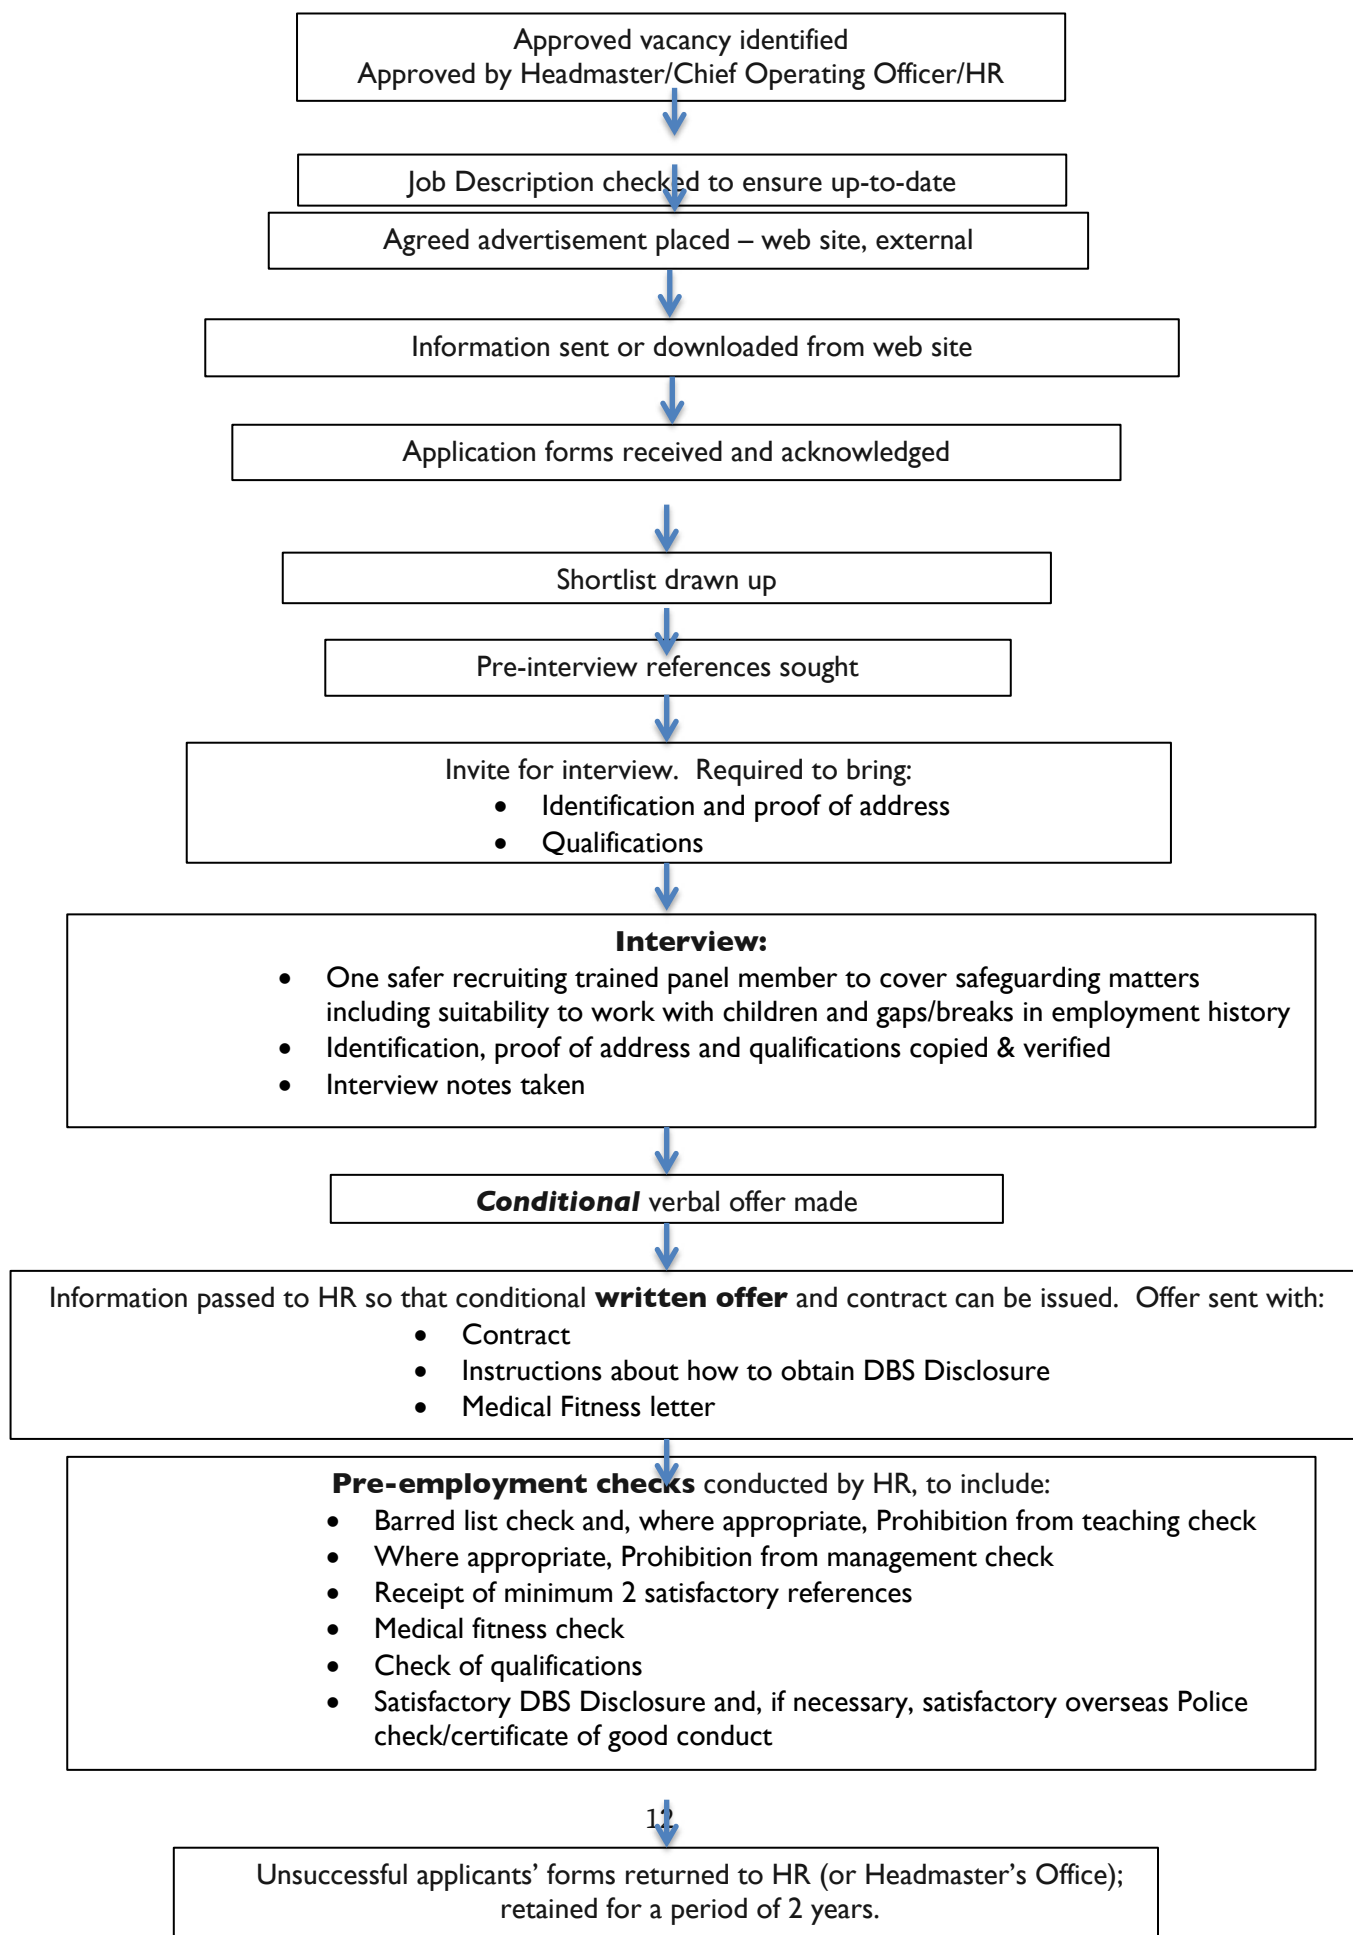 Approved vacancy identified
Approved by Headmaster/Chief Operating Officer/HR
Job Description checked to ensure up-to-date
Agreed advertisement placed – web site, external
Information sent or downloaded from web site
Application forms received and acknowledged
Shortlist drawn up
Pre-interview references sought
Invite for interview.  Required to bring:
• Identification and proof of address
• Qualifications
Interview:
• One safer recruiting trained panel member to cover safeguarding matters
including suitability to work with children and gaps/breaks in employment history
• Identification, proof of address and qualifications copied & verified
• Interview notes taken
Conditional verbal offer made
Information passed to HR so that conditional written offer and contract can be issued.  Offer sent with:
• Contract
• Instructions about how to obtain DBS Disclosure
• Medical Fitness letter
Pre-employment checks conducted by HR, to include:
• Barred list check and, where appropriate, Prohibition from teaching check
• Where appropriate, Prohibition from management check
• Receipt of minimum 2 satisfactory references
• Medical fitness check
• Check of qualifications
• Satisfactory DBS Disclosure and, if necessary, satisfactory overseas Police
check/certificate of good conduct
12
Unsuccessful applicants’ forms returned to HR (or Headmaster’s Office);
retained for a period of 2 years.